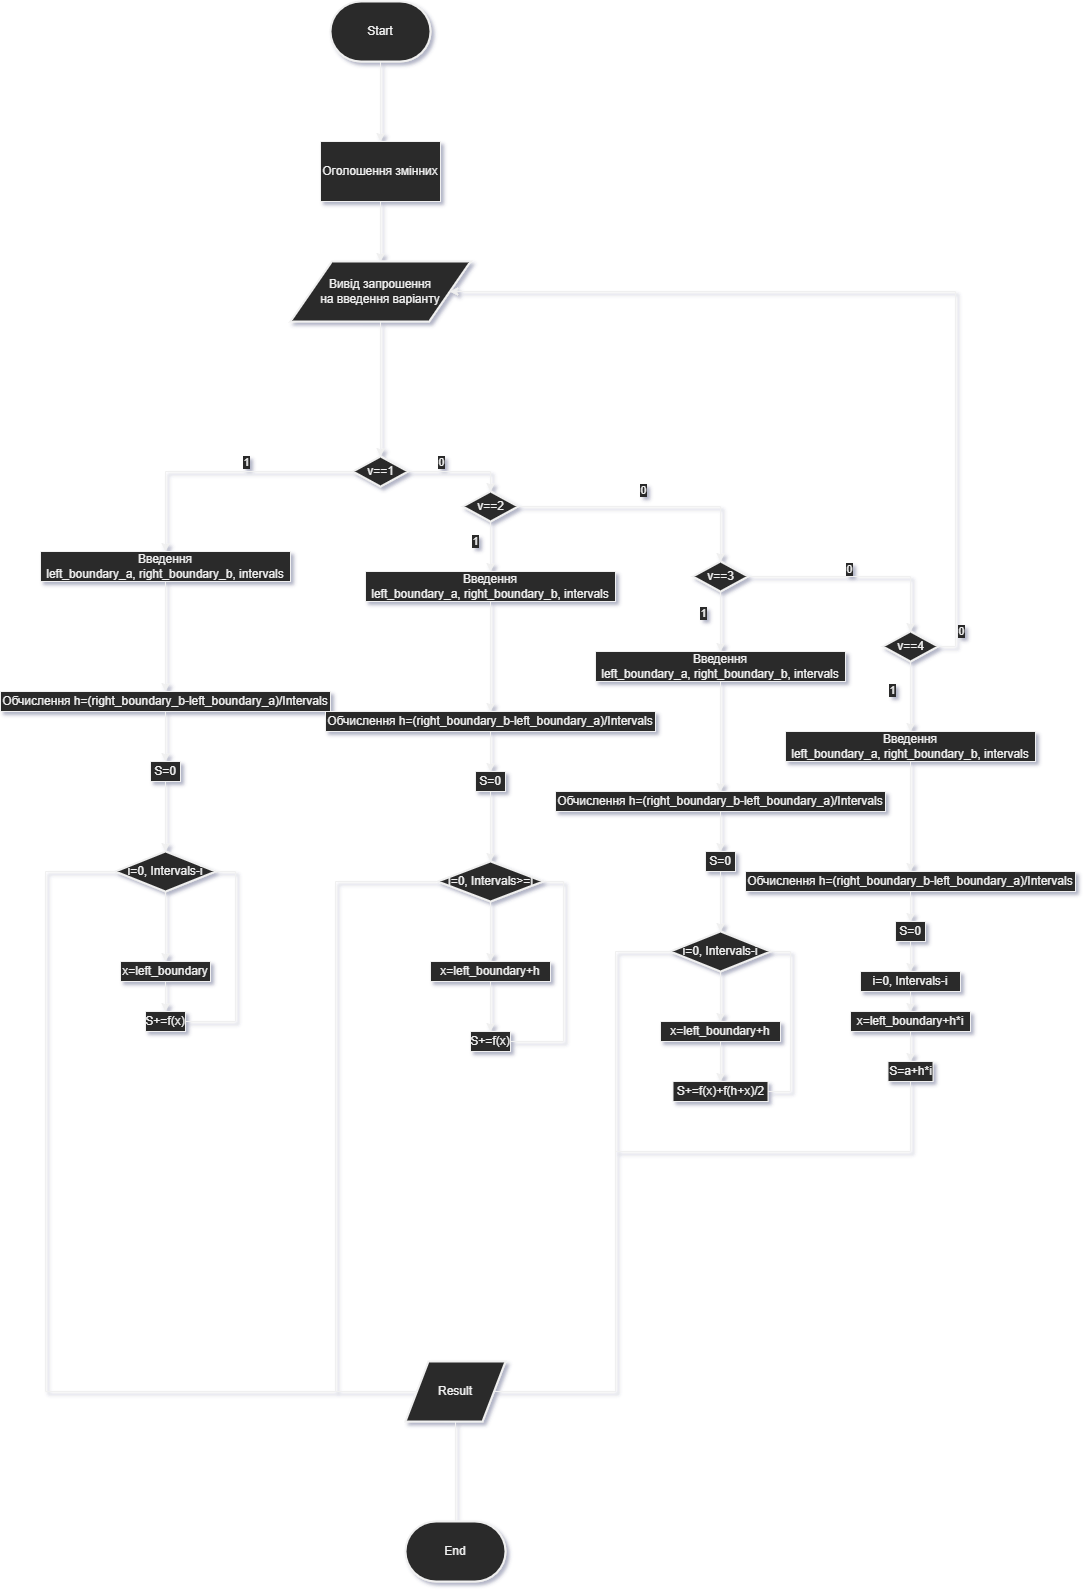 Start
Оголошення змінних
Вивід запрошення
на введення варіанту
v==1
1
0
v==2
0
1
v==3
0
1
v==4
0
1
Введення
left_boundary_a, right_boundary_b, intervals
Обчислення h=(right_boundary_b-left_boundary_a)/Intervals
S=0
i=0, Intervals-i
x=left_boundary
S+=f(x)
Введення
left_boundary_a, right_boundary_b, intervals
Обчислення h=(right_boundary_b-left_boundary_a)/Intervals
S=0
i=0, Intervals>=i
x=left_boundary+h
S+=f(x)
Введення
left_boundary_a, right_boundary_b, intervals
Обчислення h=(right_boundary_b-left_boundary_a)/Intervals
S=0
i=0, Intervals-i
x=left_boundary+h
S+=f(x)+f(h+x)/2
Введення
left_boundary_a, right_boundary_b, intervals
Обчислення h=(right_boundary_b-left_boundary_a)/Intervals
S=0
i=0, Intervals-i
x=left_boundary+h*i
S=a+h*i
Result
End